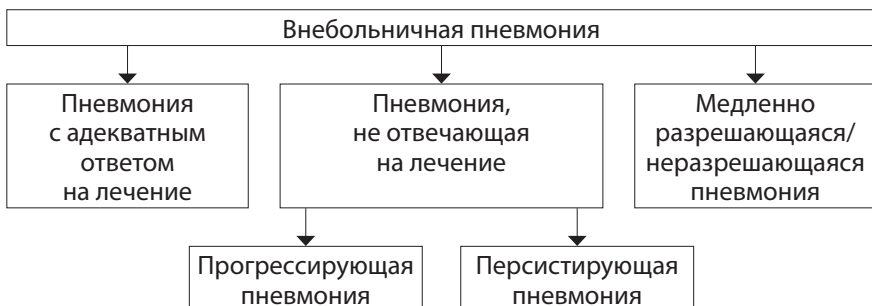 Внебольничная пневмония
Пневмония
с адекватным
ответом
на лечение
Пневмония,
не отвечающая
на лечение
Медленно
разрешающаяся/
неразрешающаяся
пневмония
Прогрессирующая
пневмония
Персистирующая
пневмония